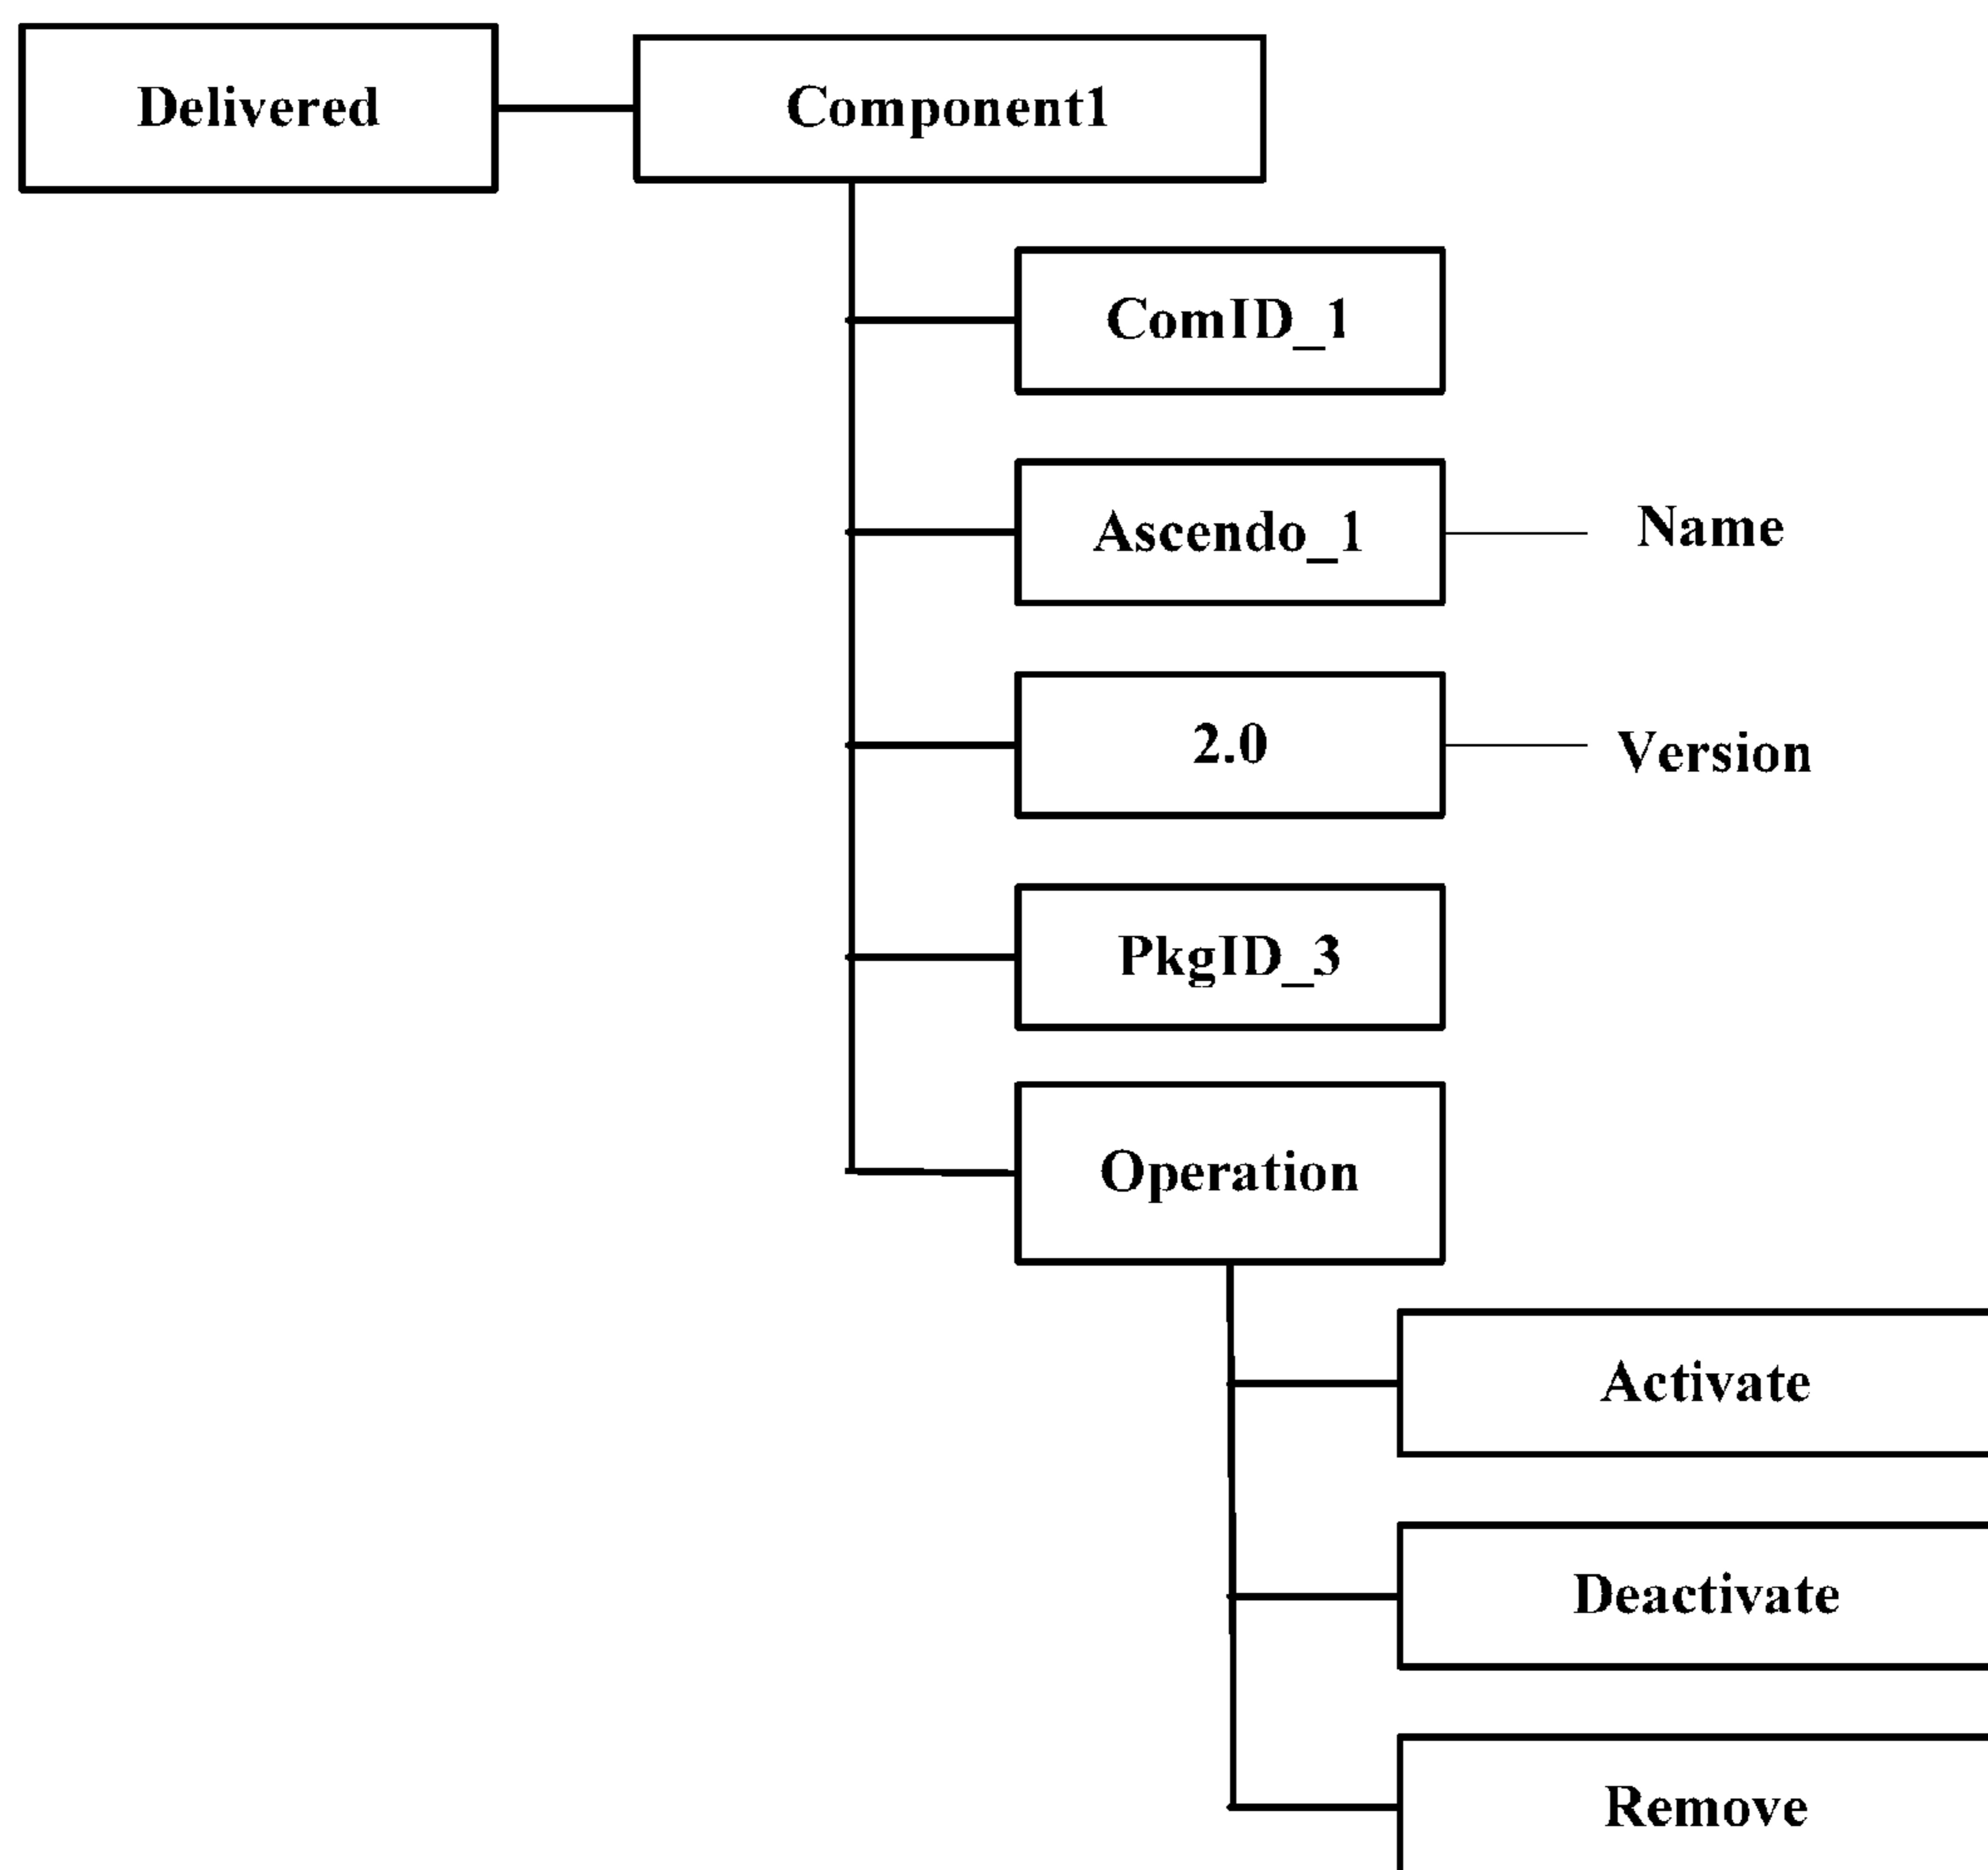 Delivered
Component1
ComID_1
Ascendo_1
Name
2.0
Version
PkgID_3
Operation
Activate
Deactivate
Remove